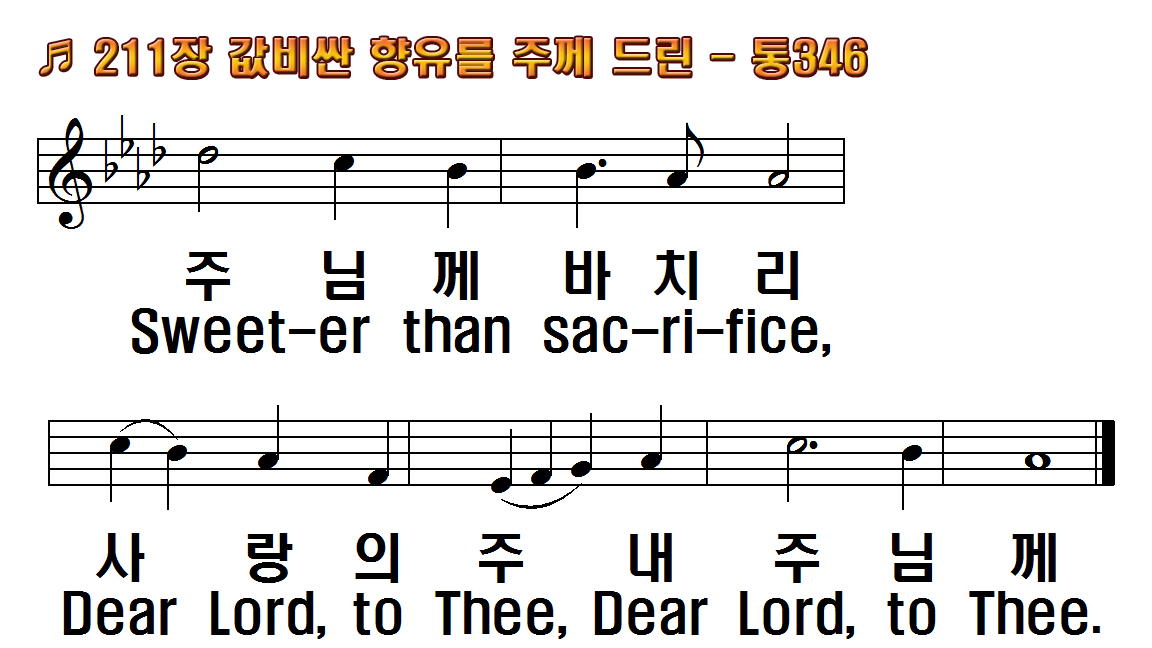 ♬ 211장 값비싼 향유를 주께 드린 - 통346
주 님 께 바 치 리
Sweet-er than sac-ri-fice,
사 랑 의 주 내 주 님 께
Dear Lord, to Thee, Dear Lord, to Thee.